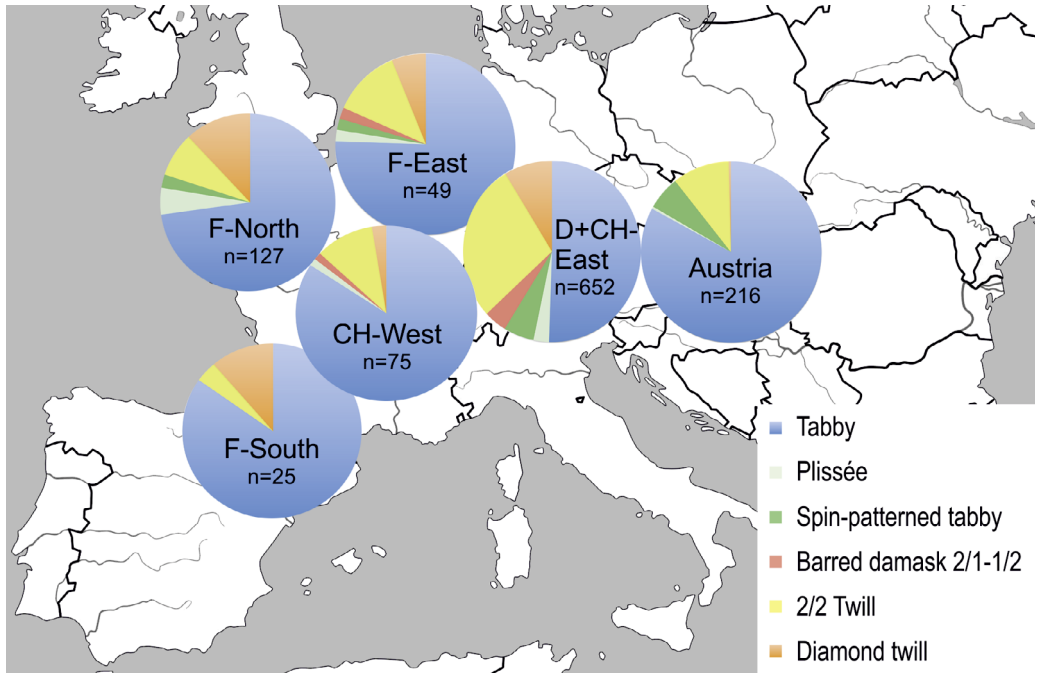 F-East
n=49
F-North
n=127
D+CH-
East
n=652
Austria
n=216
CH-West
n=75
F-South
n=25
Tabby
Plissée
Spin-patterned tabby
Barred damask 2/1-1/2
2/2 Twill
Diamond twill